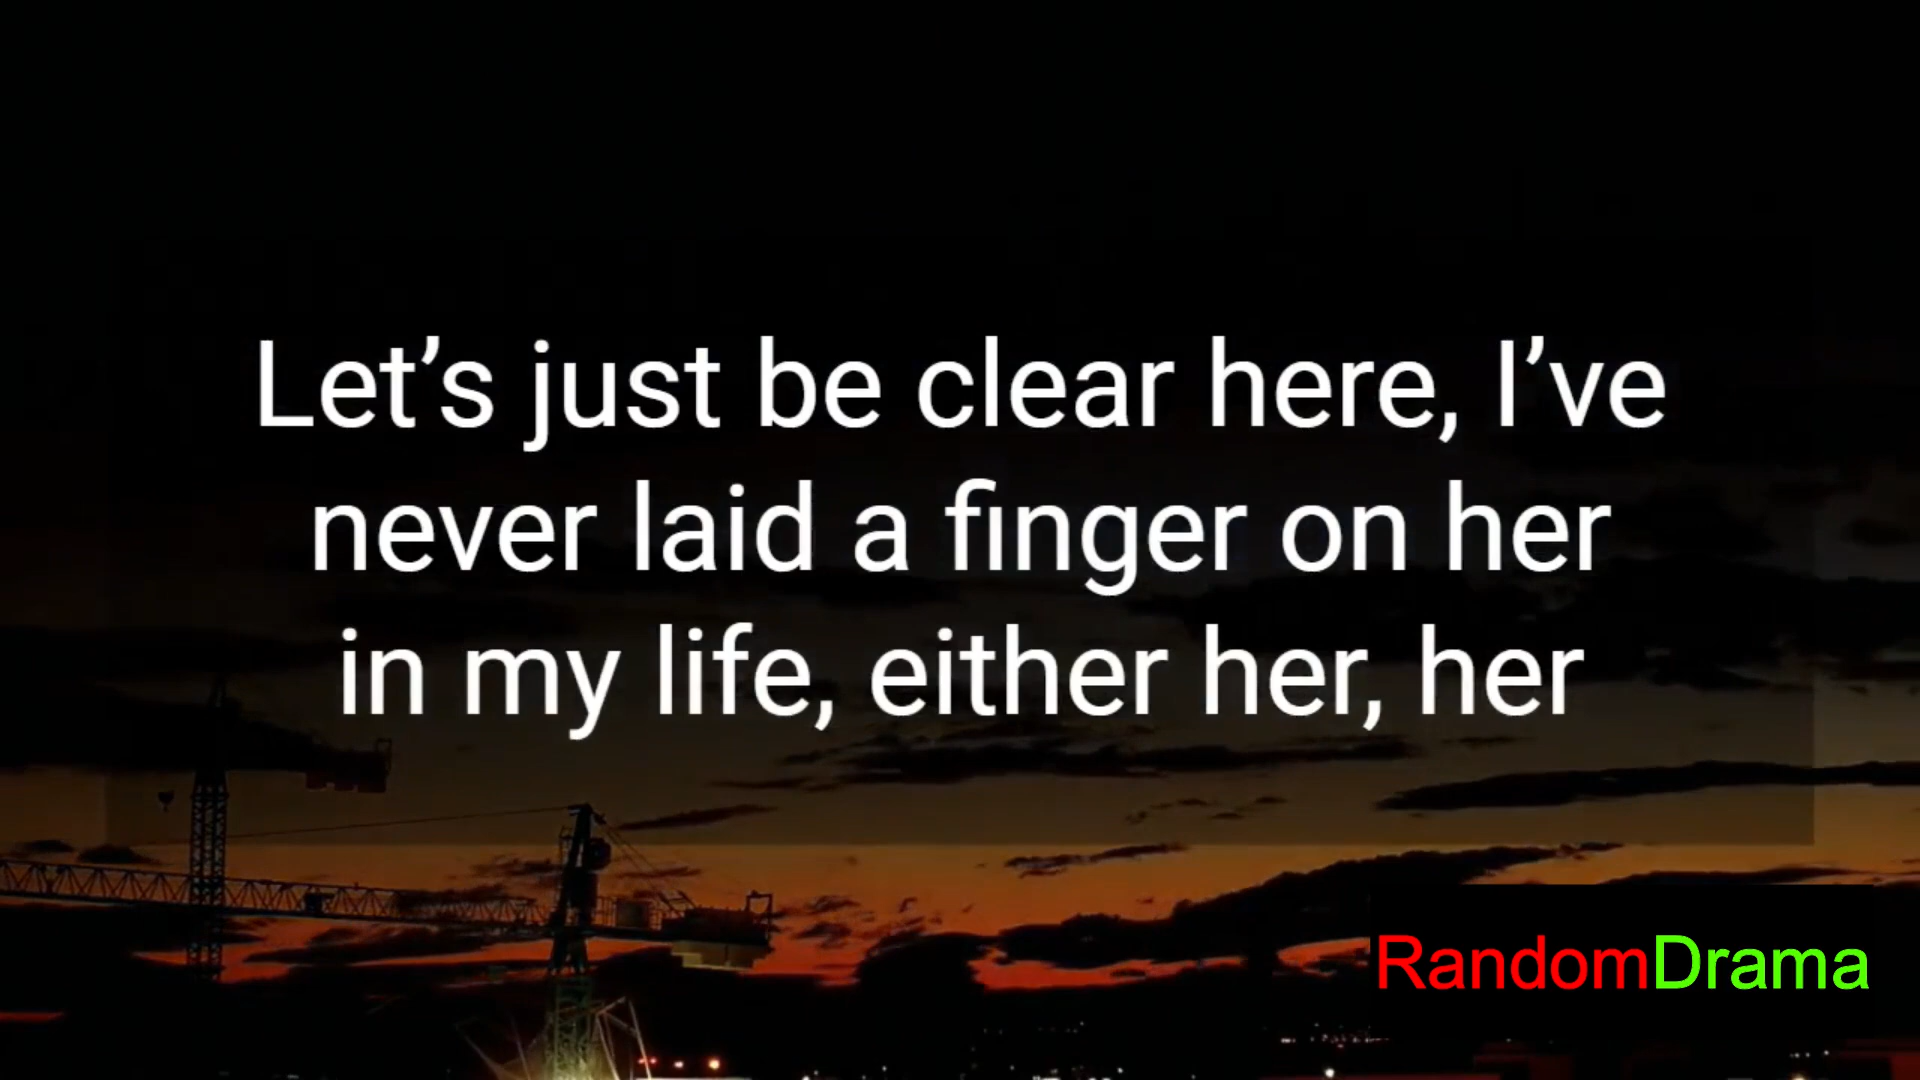 Let’s just be clear here, I’ve
never laid a finger on her
in my life, either her, her
RandomDrama